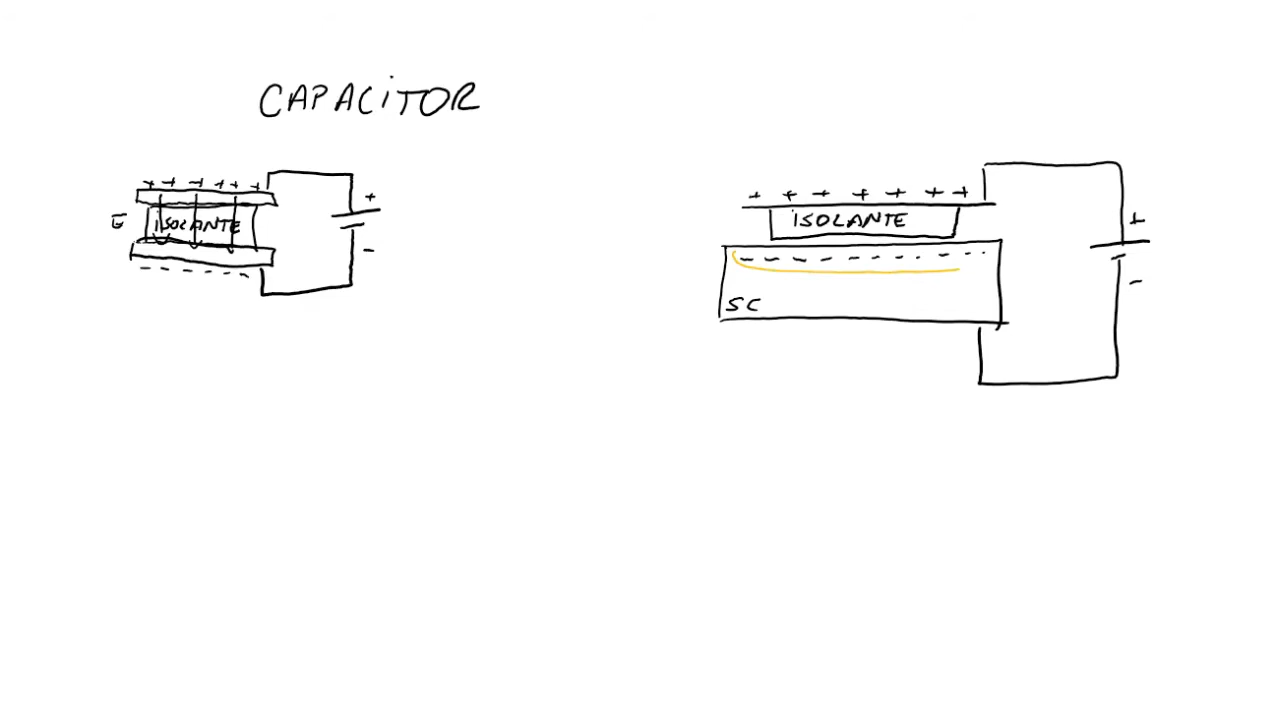 CAPACITOR
+ + + + + +
E
ISOLANTE
- - - - - - -
+
-
+ + + + + + +
ISOLANTE
- - - - - - - - - - -
SC
+
-